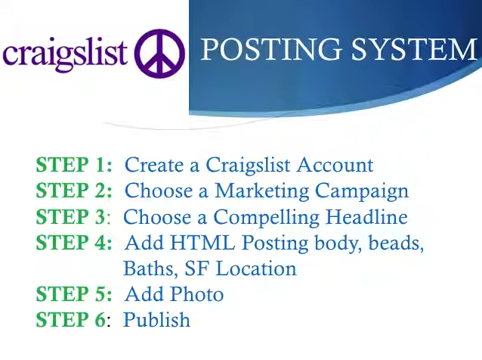 craigslist POSTING SYSTEM
STEP 1: Create a Craigslist Account
STEP 2: Choose a Marketing Campaign
STEP 3: Choose a Compelling Headline
STEP 4: Add HTML Posting body, beads,
Baths, SF Location
STEP 5: Add Photo
STEP 6: Publish